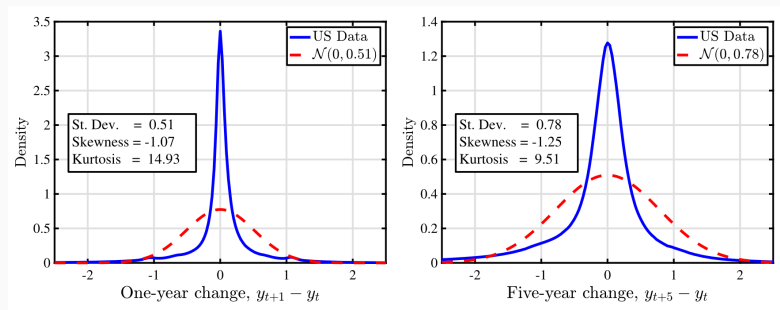 3.5
3
2.5
2
1.5
1
0.5
0
Density
US Data
𝒩(0, 0.51)
St. Dev. = 0.51
Skewness = -1.07
Kurtosis = 14.93
-2 -1 0 1 2
One-year change, y_{t+1} − y_t
1.4
1.2
1
0.8
0.6
0.4
0.2
0
Density
US Data
𝒩(0, 0.78)
St. Dev. = 0.78
Skewness = -1.25
Kurtosis = 9.51
-2 -1 0 1 2
Five-year change, y_{t+5} − y_t